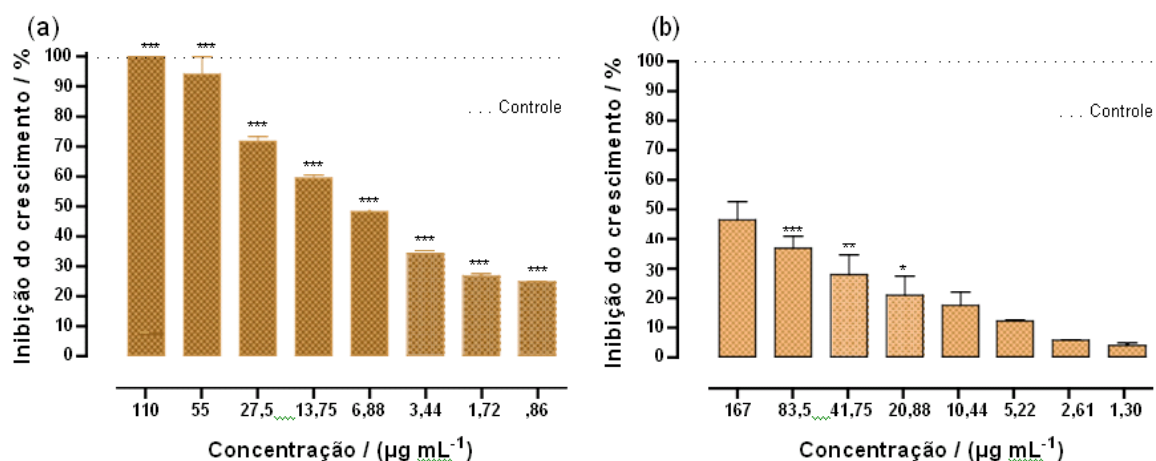 (a)
Inibição do crescimento / %
100
90
80
70
60
50
40
30
20
10
0
*** *** *** *** *** *** *** ***
. . . Controle
110 55 27,5 13,75 6,88 3,44 1,72 ,86
Concentração / (µg mL-1)
(b)
Inibição do crescimento / %
100
90
80
70
60
50
40
30
20
10
0
*** ** *
. . . Controle
167 83,5 41,75 20,88 10,44 5,22 2,61 1,30
Concentração / (µg mL-1)